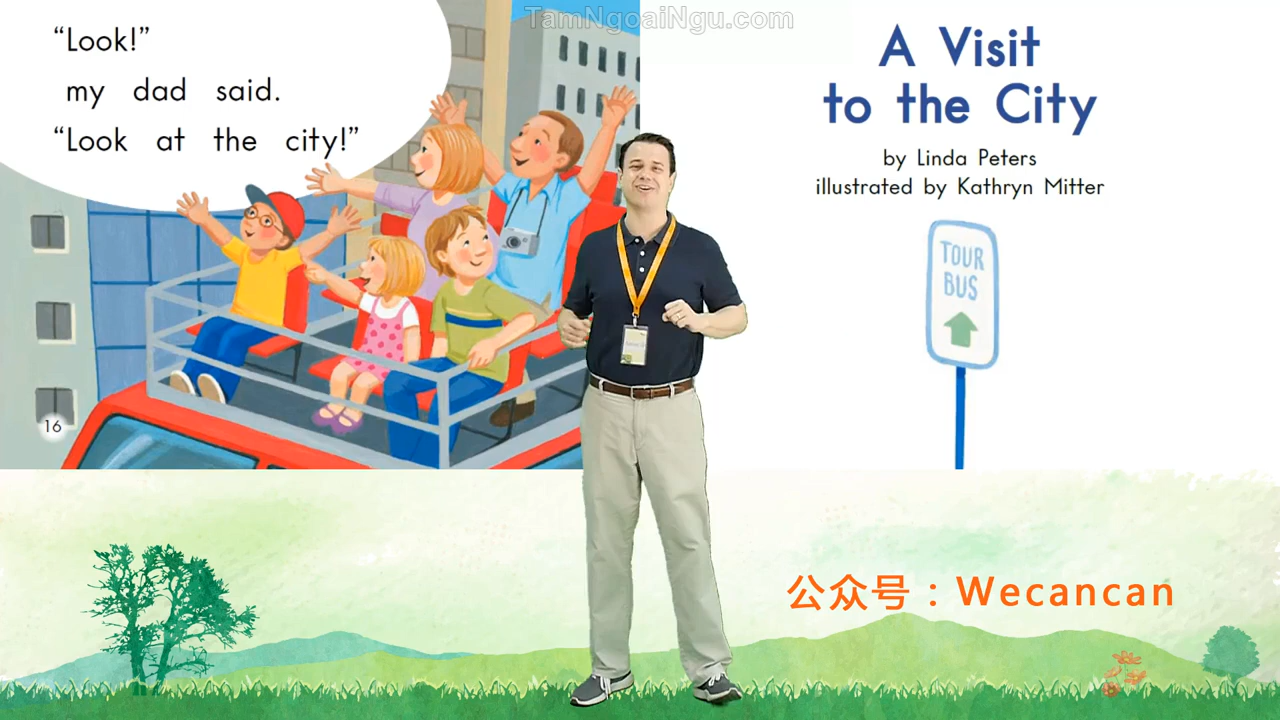 TamNgoaiNgu.com
“Look!”
my dad said.
“Look at the city!”
16
A Visit
to the City
by Linda Peters
illustrated by Kathryn Mitter
TOUR
BUS
公众号：Wecancan